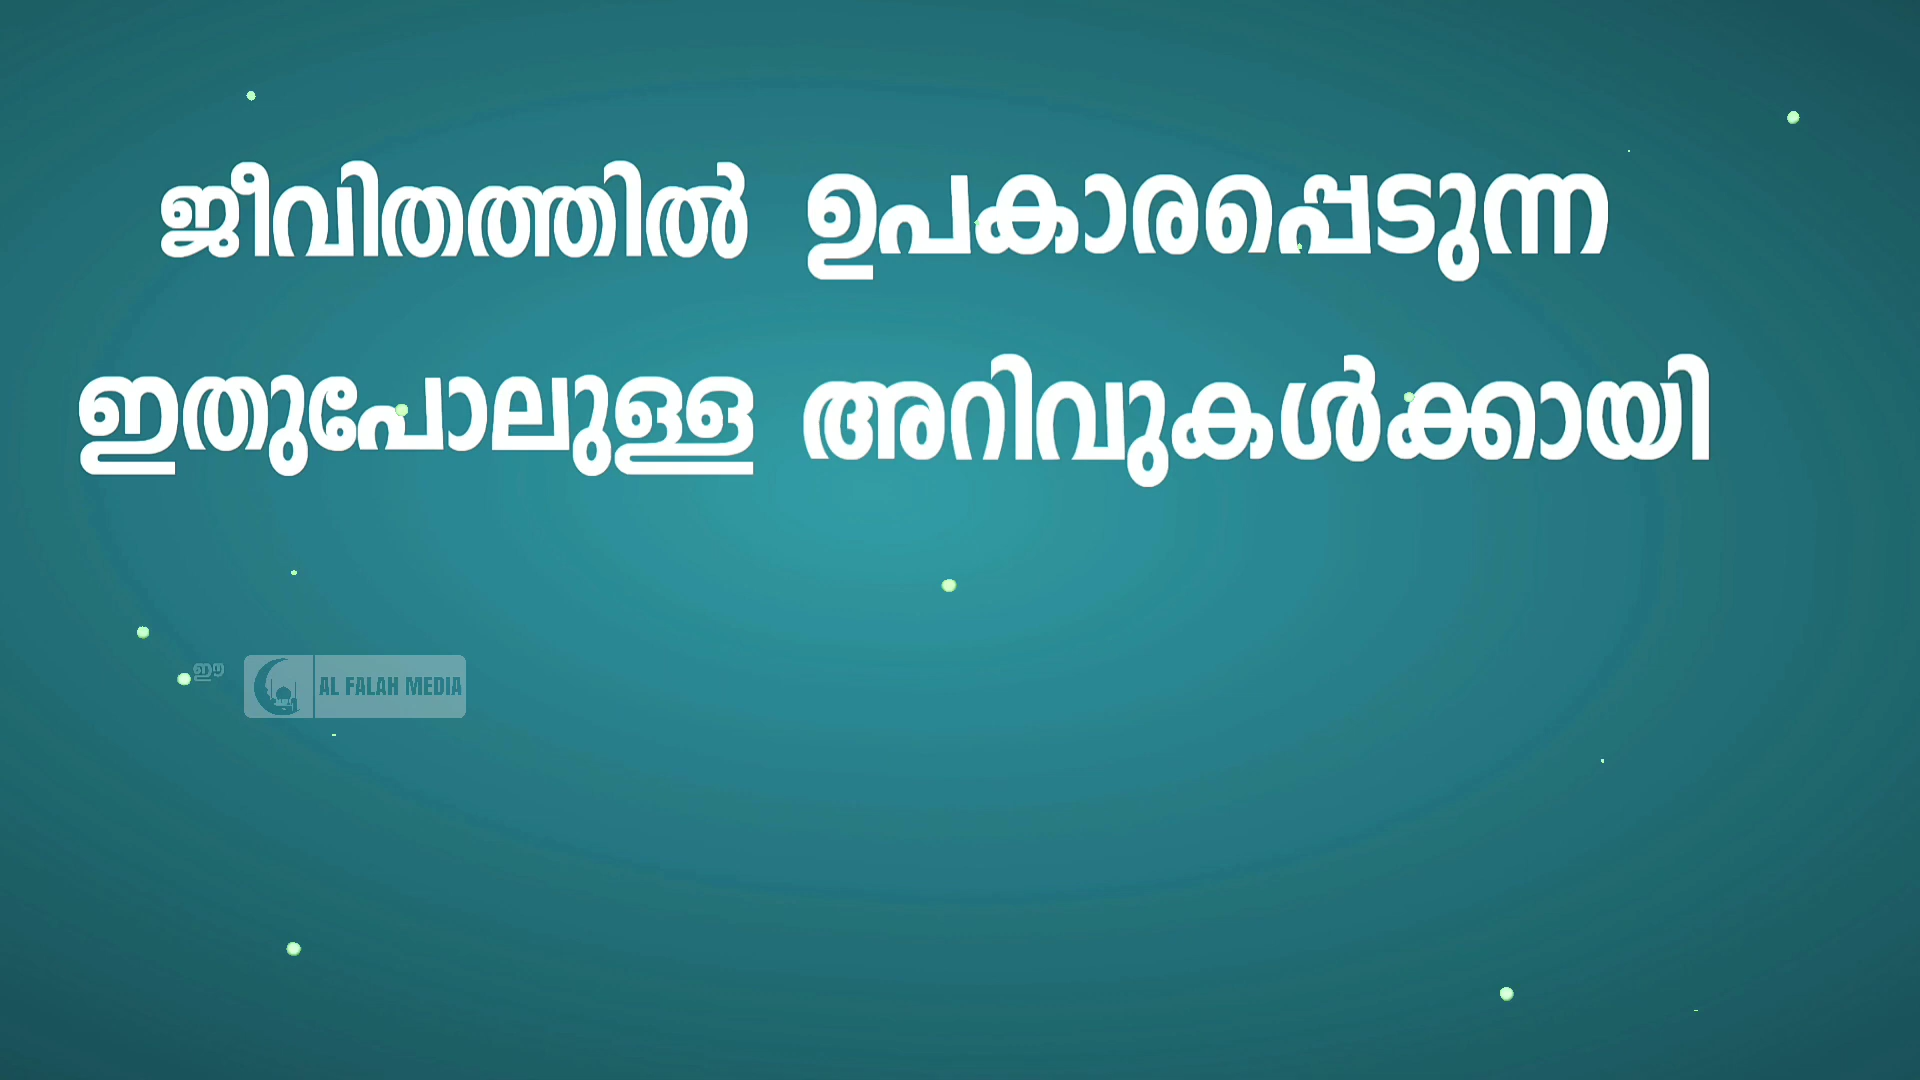 ജീവിതത്തിൽ ഉപകാരപ്പെടുന്ന
ഇതുപോലുള്ള അറിവുകൾക്കായി
ഈ
AL FALAH MEDIA